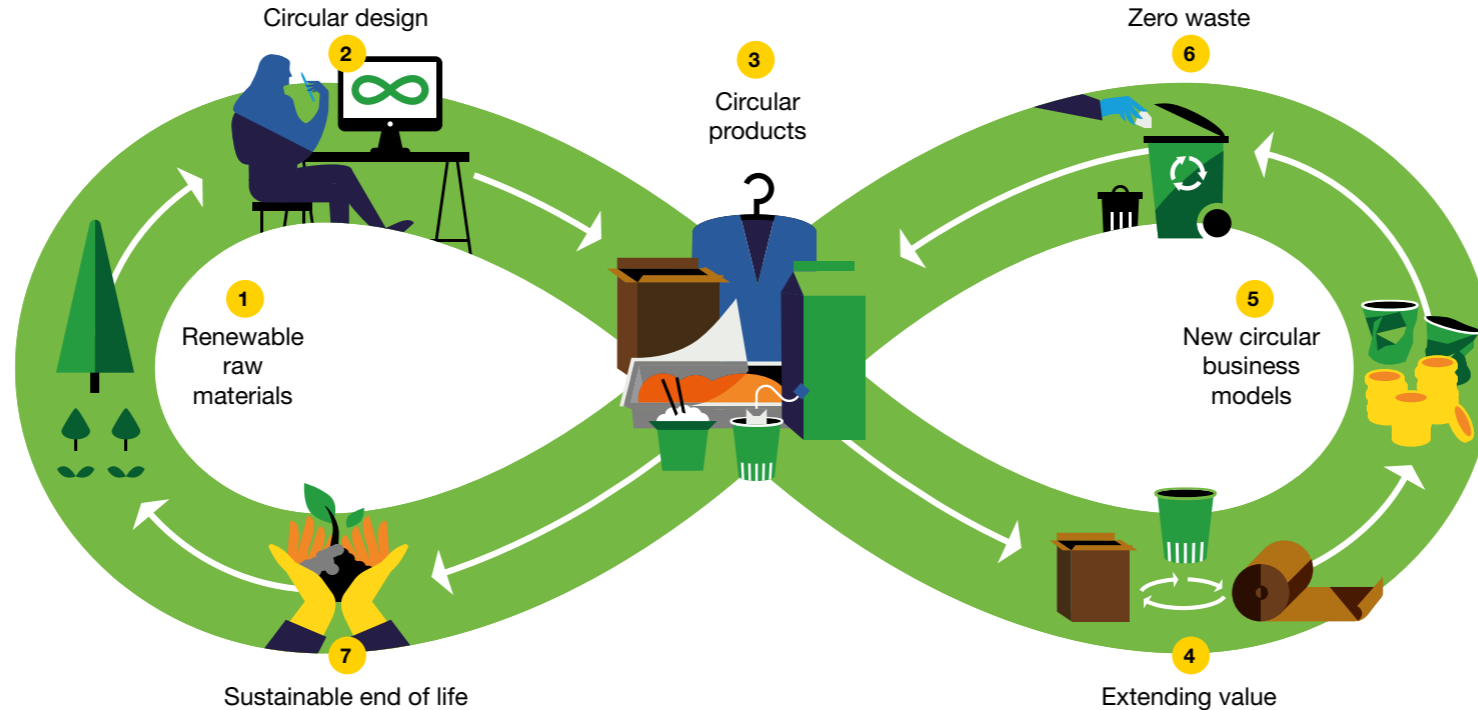 Circular design
2
3
Circular
products
Zero waste
6
1
Renewable
raw
materials
5
New circular
business
models
7
Sustainable end of life
4
Extending value